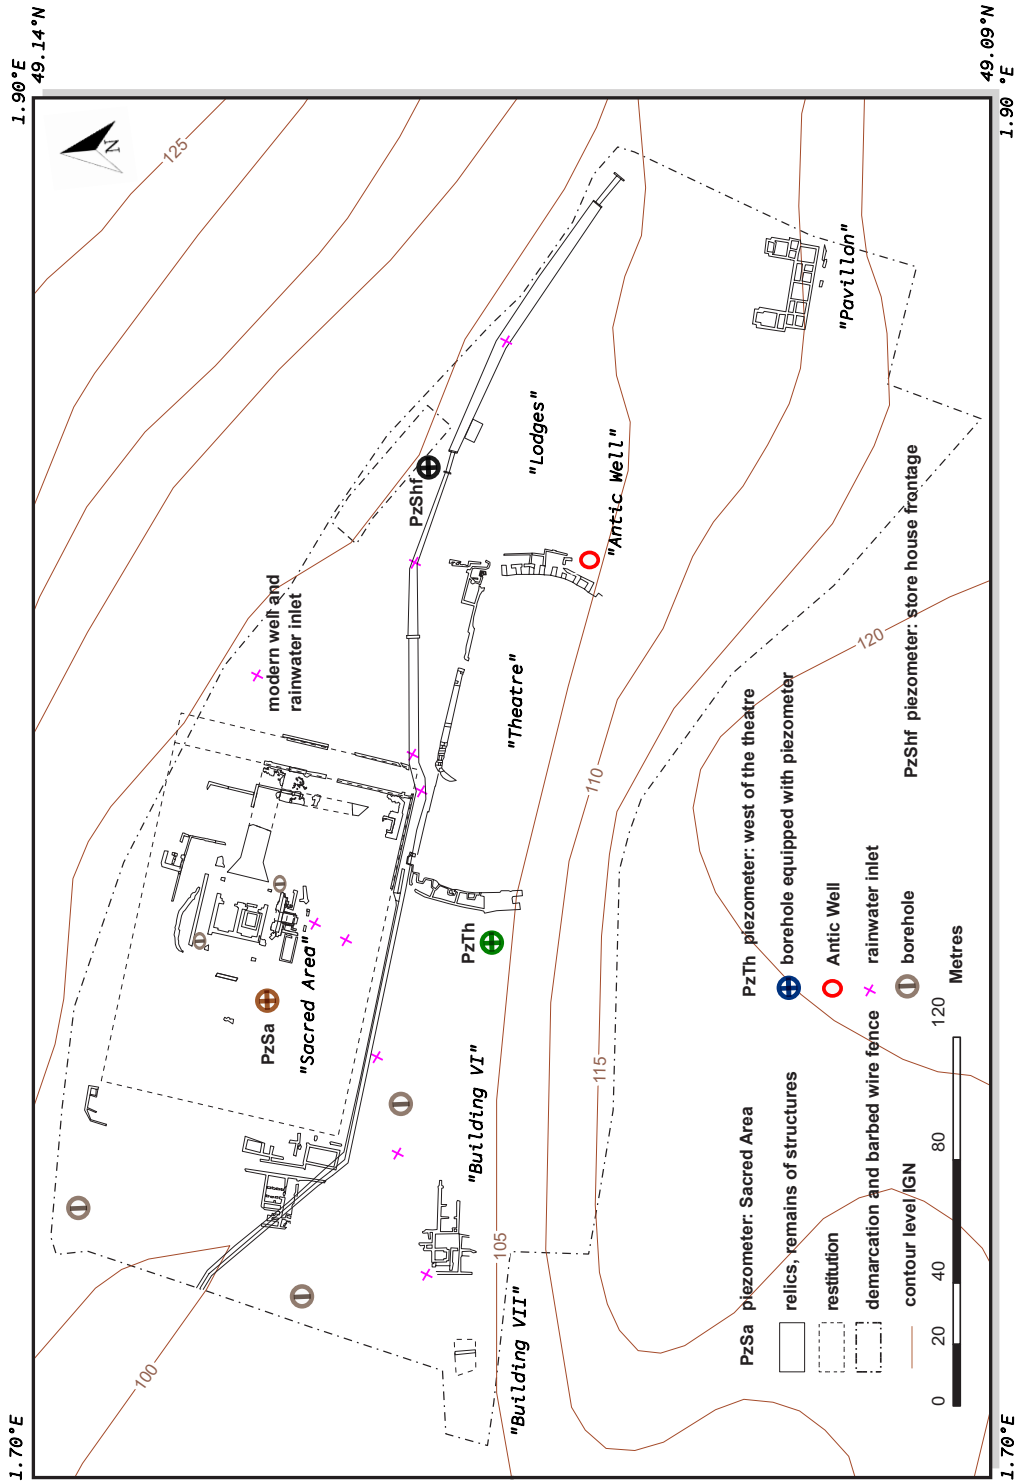 1.90°E
49.14°N
49.09°N
1.90 °E
N
125
"Pavillon"
"Lodges"
"Antic Well"
PzShf
modern well and
rainwater inlet
"Theatre"
120
110
115
105
100
PzTh
PzSa
"Sacred Area"
"Building VI"
"Building VII"
PzSa piezometer: Sacred Area
relics, remains of structures
restitution
demarcation and barbed wire fence
contour level IGN
PzTh piezometer: west of the theatre
borehole equipped with piezometer
Antic Well
rainwater inlet
borehole
PzShf piezometer: store house frontage
0 20 40 80 120
Metres
1.70°E
1.70°E